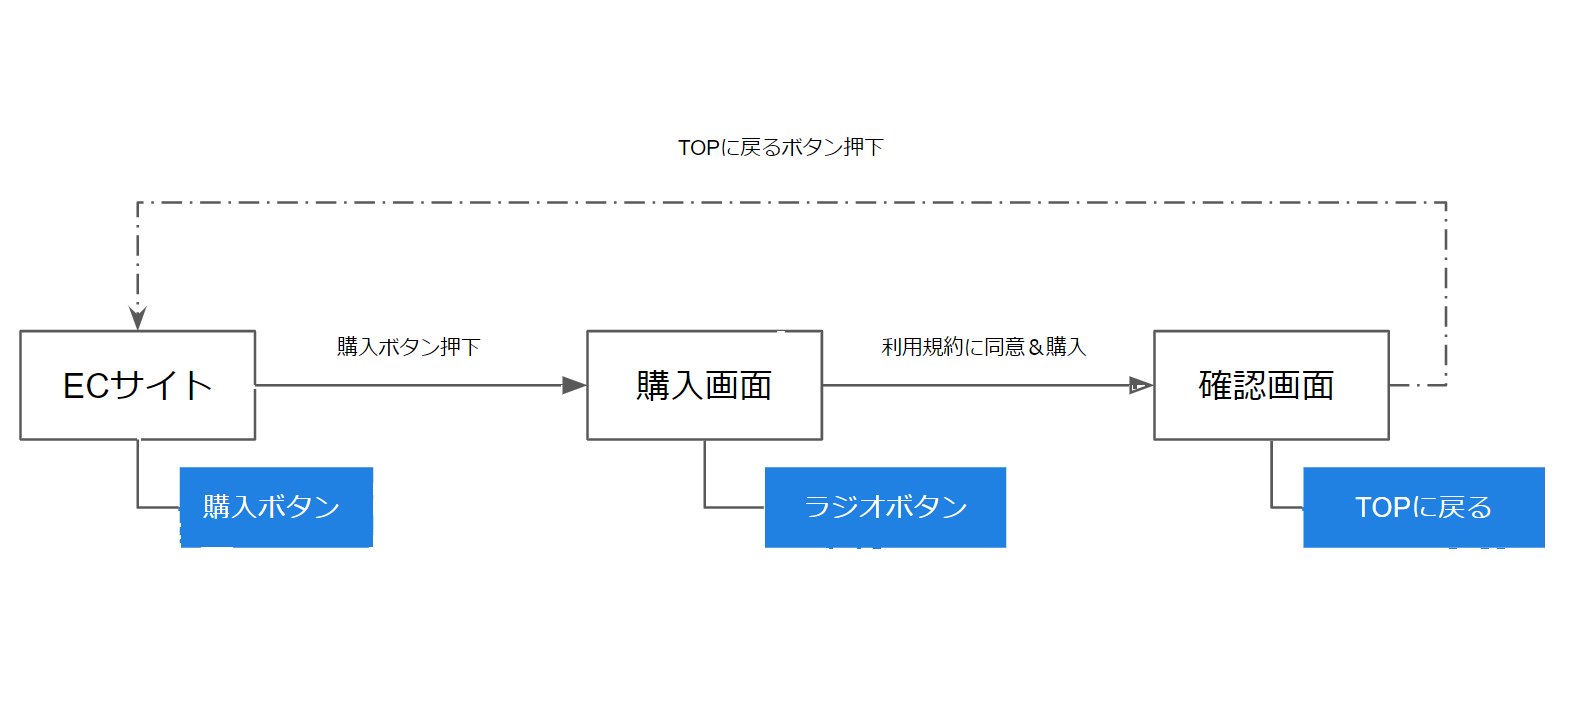 TOPに戻るボタン押下
購入ボタン押下
利用規約に同意＆購入
ECサイト
購入画面
確認画面
購入ボタン
ラジオボタン
TOPに戻る